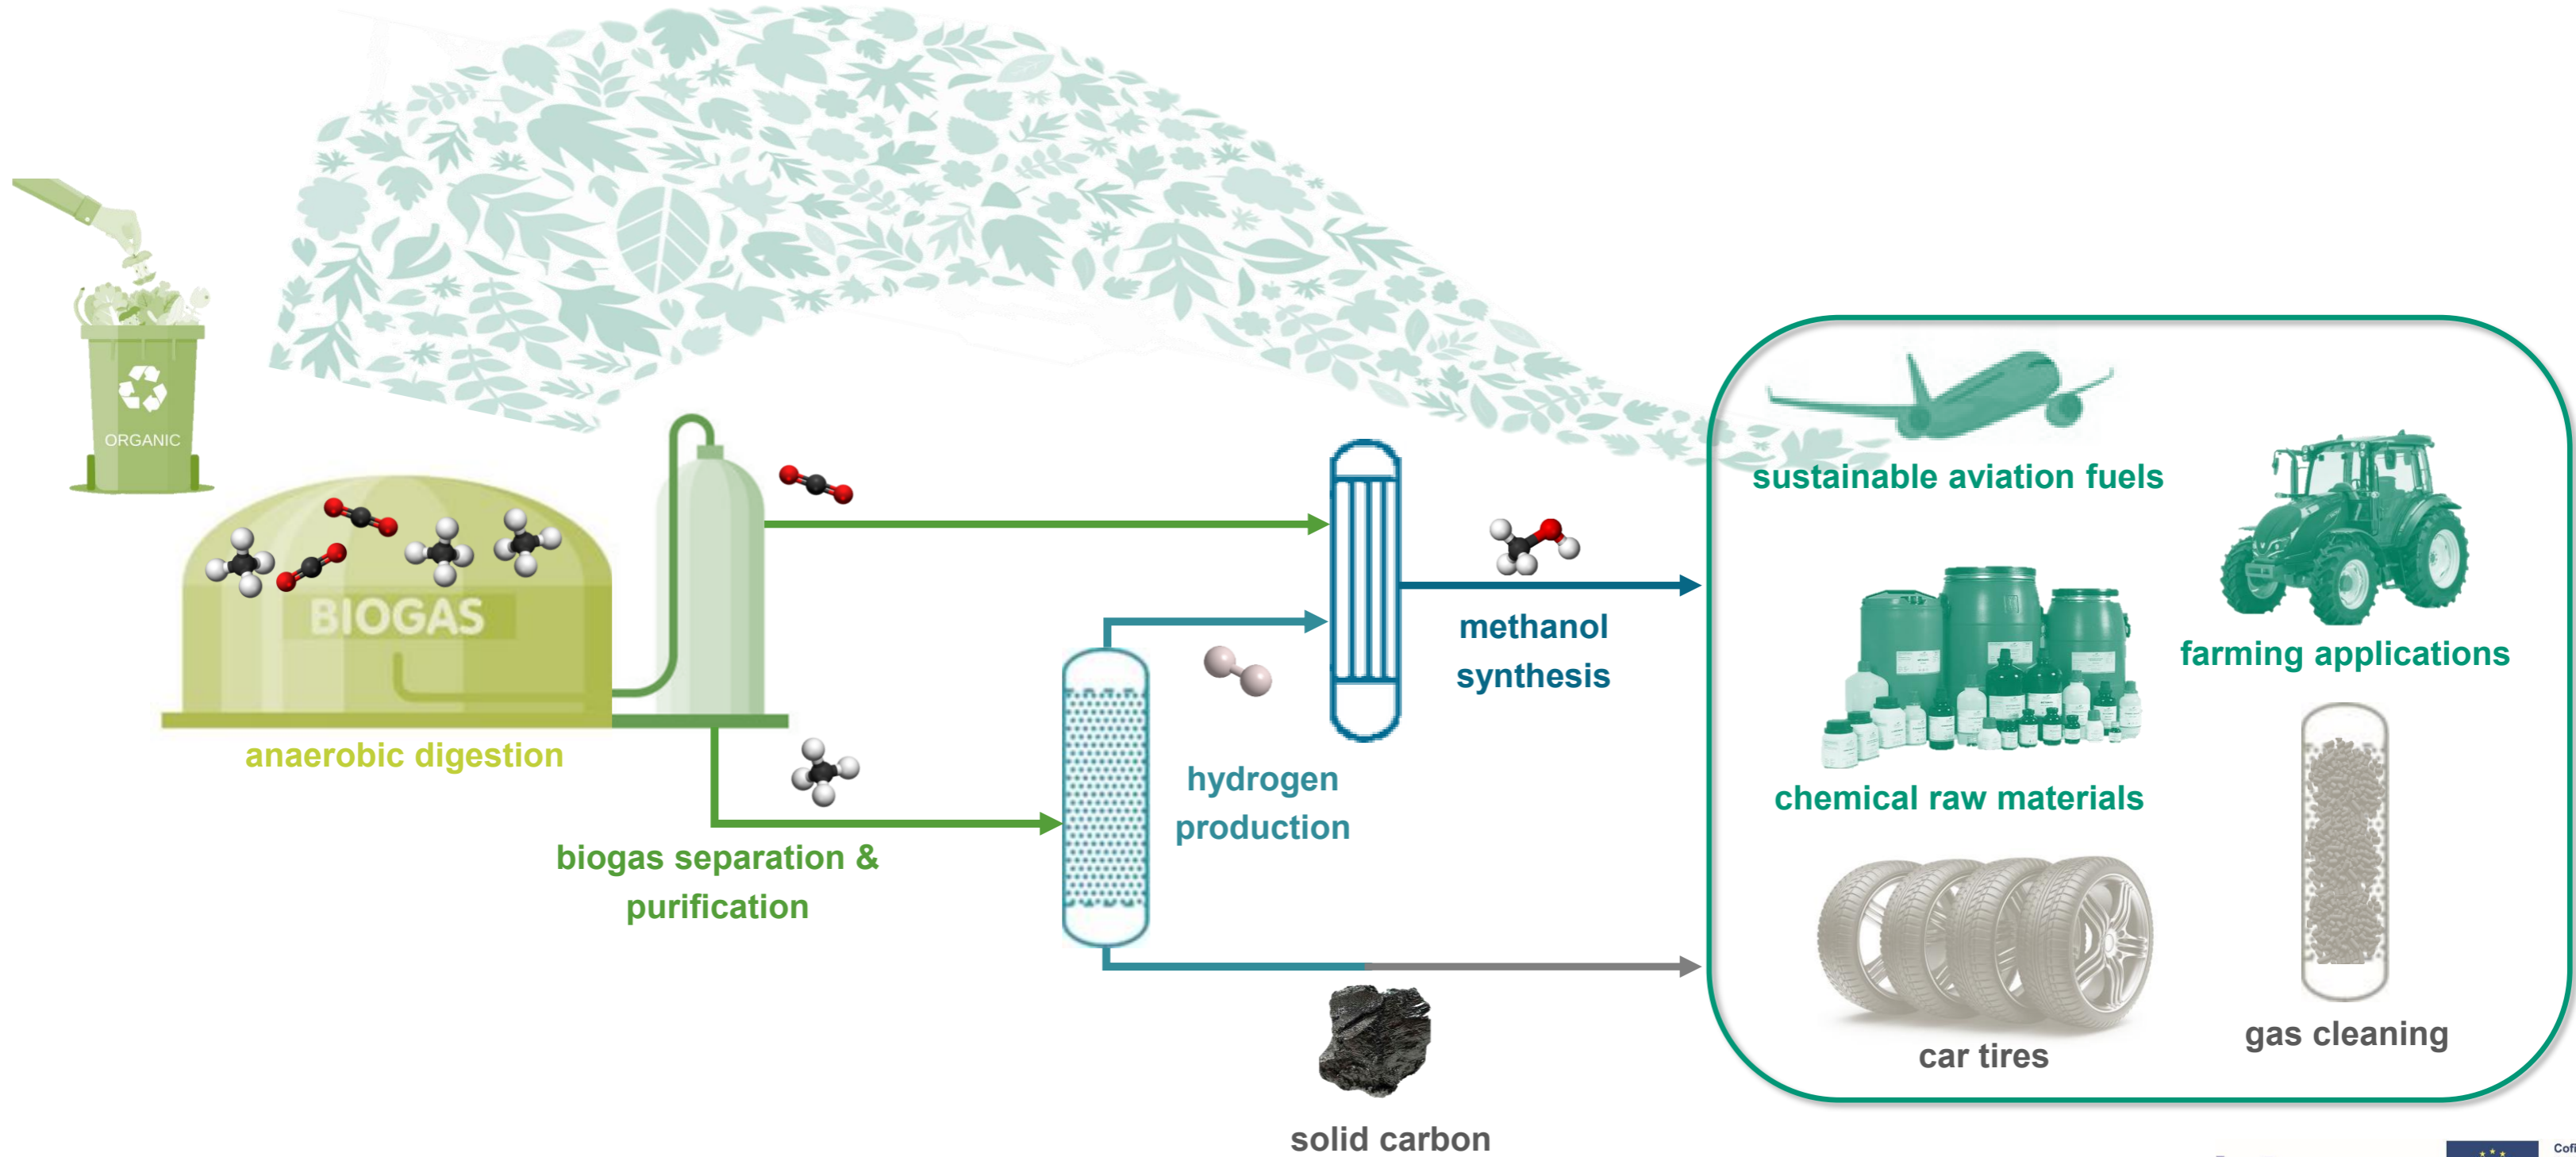 ORGANIC
BIOGAS
anaerobic digestion
biogas separation &
purification
hydrogen
production
methanol
synthesis
solid carbon
sustainable aviation fuels
farming applications
chemical raw materials
car tires
gas cleaning